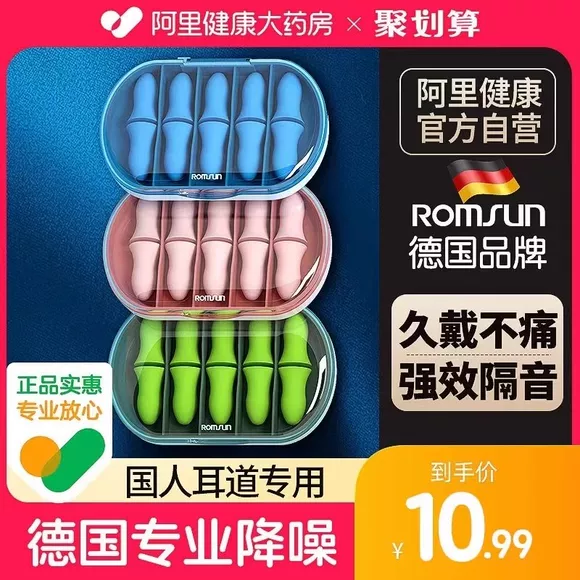 阿里健康大药房 × 聚划算
阿里健康
官方自营
ROMSUN
德国品牌
久戴不痛
强效隔音
ROMSUN
ROMSUN
ROMSUN
正品实惠
专业放心
国人耳道专用
德国专业降噪
到手价
¥10.99